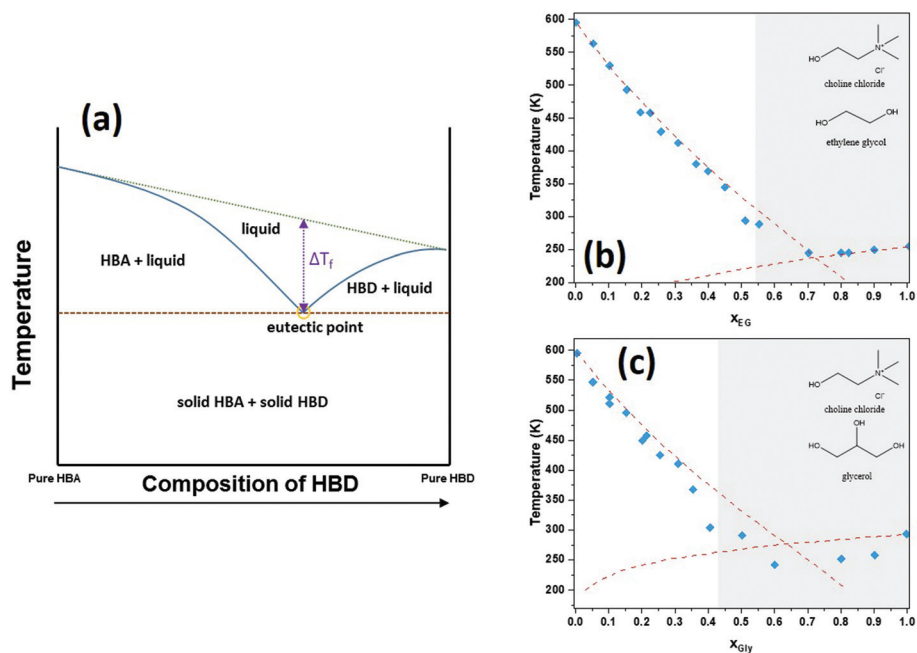 (a)
Temperature
HBA + liquid
liquid
ΔTf
HBD + liquid
eutectic point
solid HBA + solid HBD
Pure HBA
Composition of HBD
Pure HBD
(b)
Temperature (K)
600
550
500
450
400
350
300
250
200
0.0 0.1 0.2 0.3 0.4 0.5 0.6 0.7 0.8 0.9 1.0
xEG
HO
N+
Cl-
choline chloride
HO
OH
ethylene glycol
(c)
Temperature (K)
600
550
500
450
400
350
300
250
200
0.0 0.1 0.2 0.3 0.4 0.5 0.6 0.7 0.8 0.9 1.0
xGly
HO
N+
Cl-
choline chloride
OH
HO
OH
glycerol